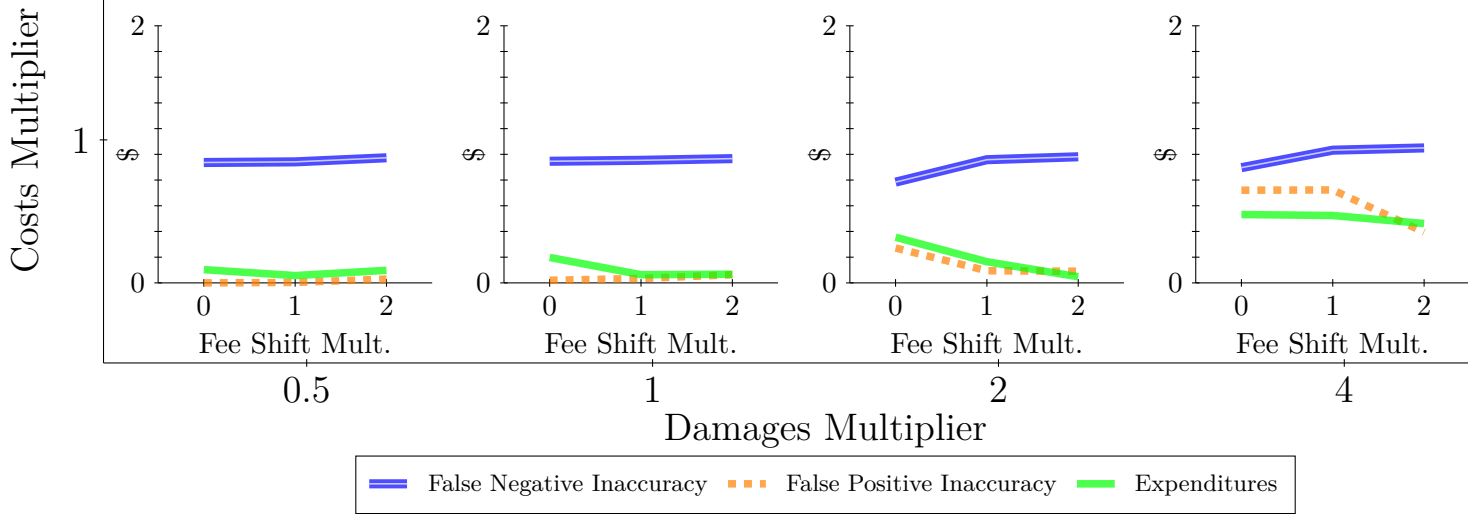 Costs Multiplier
1
$
2
0
0 1 2
Fee Shift Mult.
$
2
0
0 1 2
Fee Shift Mult.
$
2
0
0 1 2
Fee Shift Mult.
$
2
0
0 1 2
Fee Shift Mult.
0.5 1 2 4
Damages Multiplier
False Negative Inaccuracy False Positive Inaccuracy Expenditures